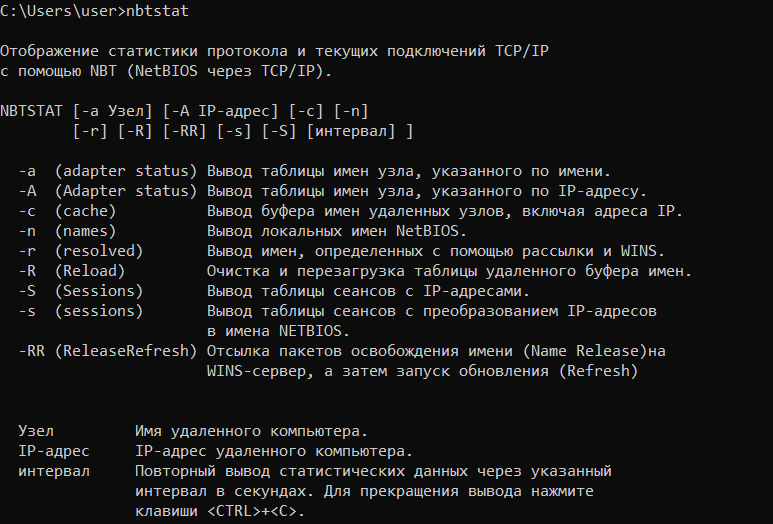 C:\Users\user>nbtstat
Отображение статистики протокола и текущих подключений TCP/IP
с помощью NBT (NetBIOS через TCP/IP).
NBTSTAT [-a Узел] [-A IP-адрес] [-c] [-n]
[-r] [-R] [-RR] [-s] [-S] [интервал] ]
-a (adapter status) Вывод таблицы имен узла, указанного по имени.
-A (Adapter status) Вывод таблицы имен узла, указанного по IP-адресу.
-c (cache) Вывод буфера имен удаленных узлов, включая адреса IP.
-n (names) Вывод локальных имен NetBIOS.
-r (resolved) Вывод имен, определенных с помощью рассылки и WINS.
-R (Reload) Очистка и перезагрузка таблицы удаленного буфера имен.
-S (Sessions) Вывод таблицы сеансов с IP-адресами.
-s (sessions) Вывод таблицы сеансов с преобразованием IP-адресов
в имена NETBIOS.
-RR (ReleaseRefresh) Отсылка пакетов освобождения имени (Name Release)на
WINS-сервер, а затем запуск обновления (Refresh)
Узел Имя удаленного компьютера.
IP-адрес IP-адрес удаленного компьютера.
интервал Повторный вывод статистических данных через указанный
интервал в секундах. Для прекращения вывода нажмите
клавиши <CTRL>+<C>.